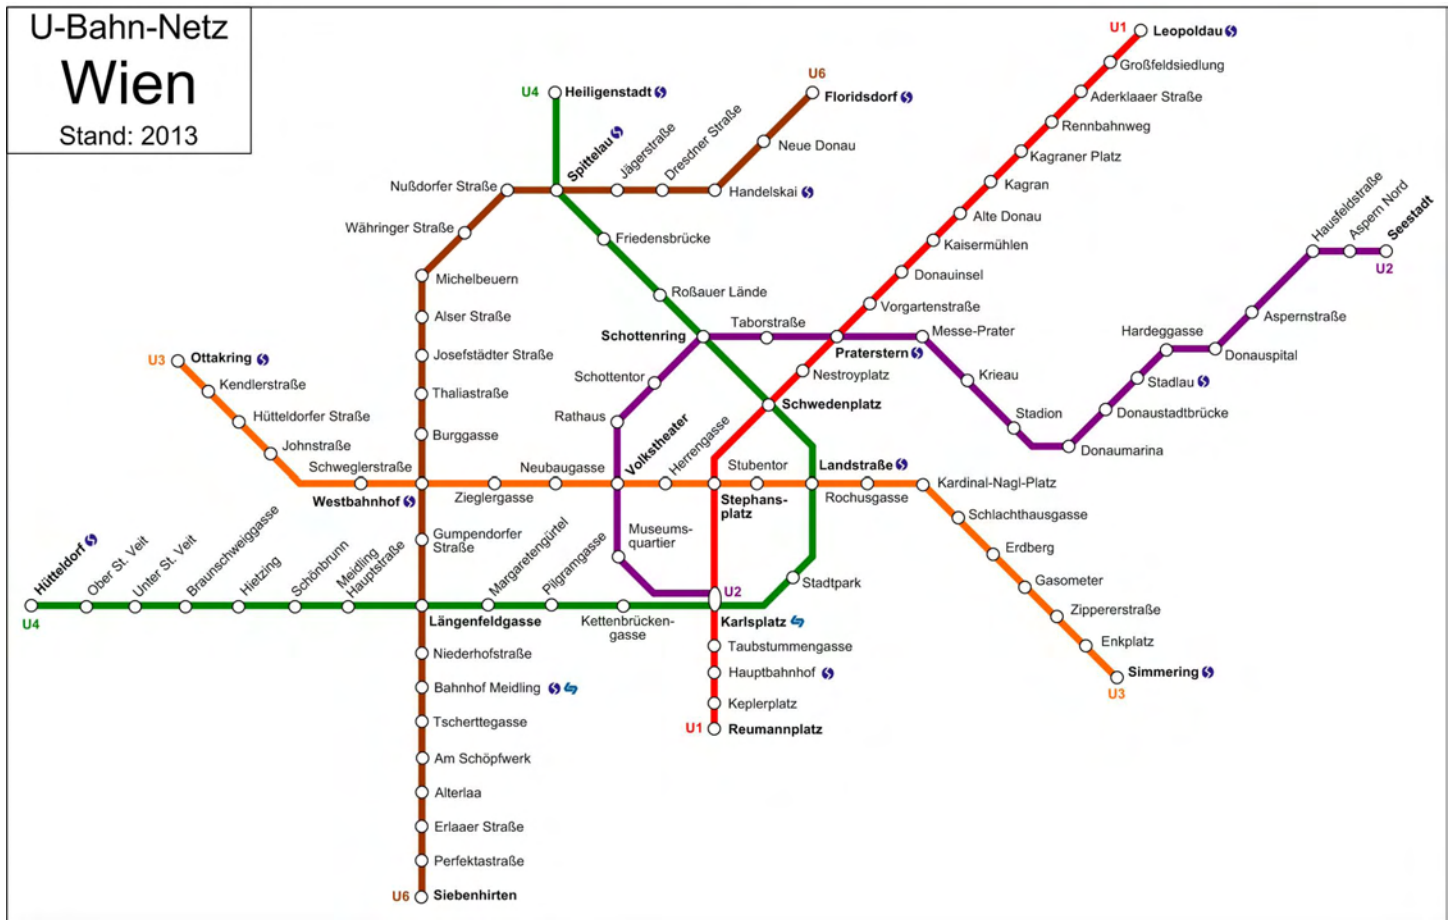 U-Bahn-Netz
Wien
Stand: 2013
U1
Leopoldau
Großfeldsiedlung
Aderklaaer Straße
Rennbahnweg
Kagraner Platz
Kagran
Alte Donau
Kaisermühlen
Donauinsel
Vorgartenstraße
U4
Heiligenstadt
U6
Floridsdorf
Neue Donau
Handelskai
Dresdner Straße
Jägerstraße
Spittelau
Nußdorfer Straße
Währinger Straße
Michelbeuern
Alser Straße
Josefstädter Straße
Thaliastraße
Burggasse
Friedensbrücke
Roßauer Lände
Schottenring
Taborstraße
Praterstern
Messe-Prater
Krieau
Stadion
Donaumarina
Donaustadtbrücke
Stadlau
Hardeggasse
Donauspital
Aspernstraße
Hausfeldstraße
Aspern Nord
Seestadt
U2
Nestroyplatz
Schwedenplatz
Schottentor
Rathaus
Volkstheater
Herrengasse
Stubentor
Landstraße
U3
Ottakring
Kendlerstraße
Hütteldorfer Straße
Johnstraße
Schweglerstraße
Westbahnhof
Zieglergasse
Neubaugasse
Stephans-
platz
Rochusgasse
Kardinal-Nagl-Platz
Schlachthausgasse
Erdberg
Gasometer
Zippererstraße
Enkplatz
Simmering
U3
Gumpendorfer
Straße
Museums-
quartier
Stadtpark
Hütteldorf
U4
Ober St. Veit
Unter St. Veit
Braunschweiggasse
Hietzing
Schönbrunn
Meidling
Hauptstraße
Längenfeldgasse
Margaretengürtel
Pilgramgasse
Kettenbrücken-
gasse
U2
Karlsplatz
Taubstummengasse
Hauptbahnhof
Keplerplatz
U1
Reumannplatz
Niederhofstraße
Bahnhof Meidling
Tscherttegasse
Am Schöpfwerk
Alterlaa
Erlaaer Straße
Perfektastraße
U6
Siebenhirten